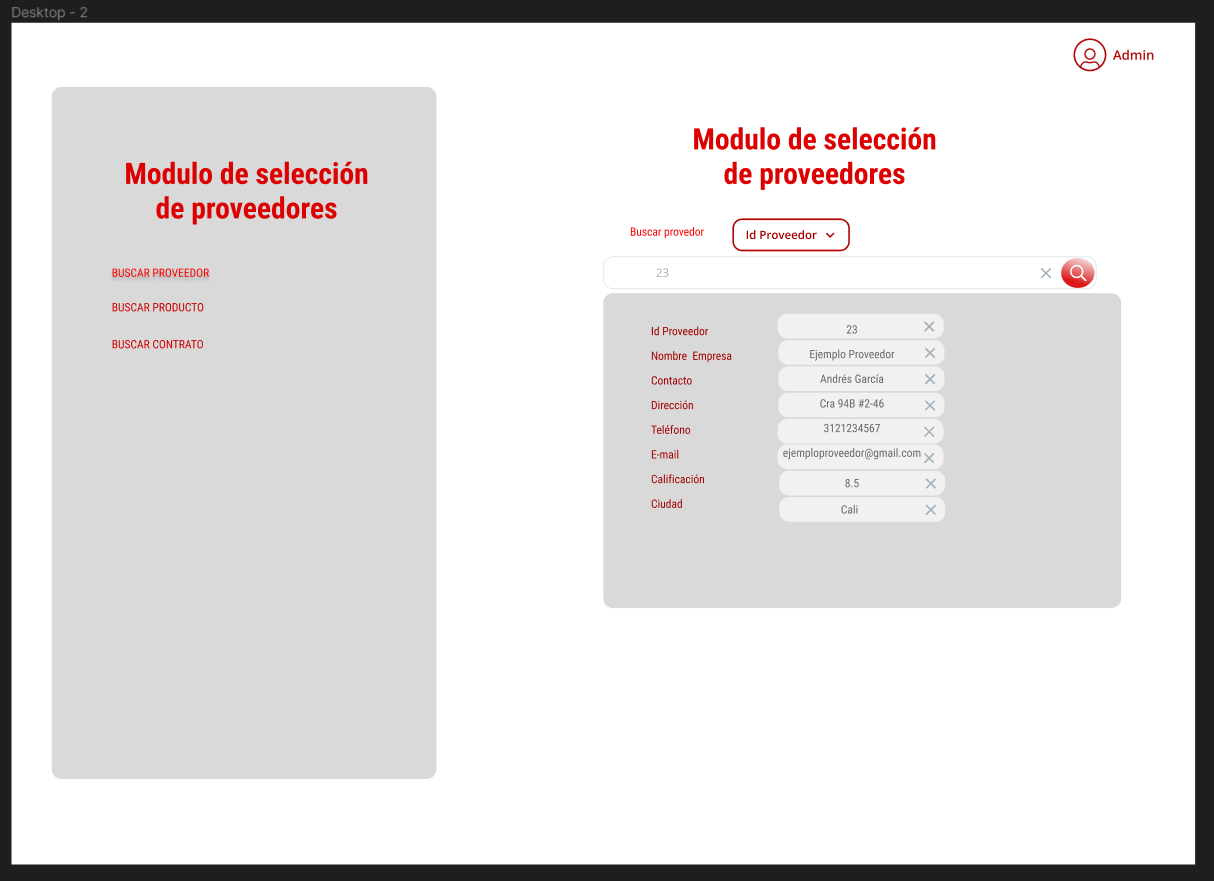 Desktop - 2
Admin
Modulo de selección
de proveedores
BUSCAR PROVEEDOR
BUSCAR PRODUCTO
BUSCAR CONTRATO
Modulo de selección
de proveedores
Buscar provedor
Id Proveedor
23
Id Proveedor 23
Nombre Empresa Ejemplo Proveedor
Contacto Andrés García
Dirección Cra 94B #2-46
Teléfono 3121234567
E-mail ejemploproveedor@gmail.com
Calificación 8.5
Ciudad Cali